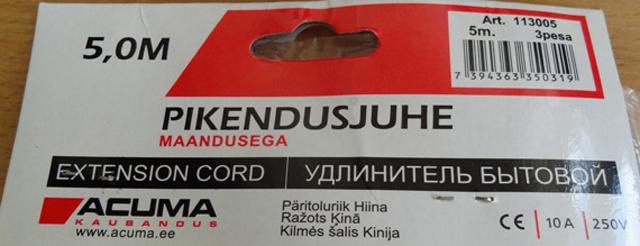 5,0M
Art. 113005
5m. 3pesa
7 394363 350319
PIKENDUSJUHE
MAANDUSEGA
EXTENSION CORD УДЛИНИТЕЛЬ БЫТОВОЙ
ACUMA
KAUBANDUS
www.acuma.ee
Päritoluriik Hiina
Ražots Ķīnā
Kilmės šalis Kinija
CE 10A 250V